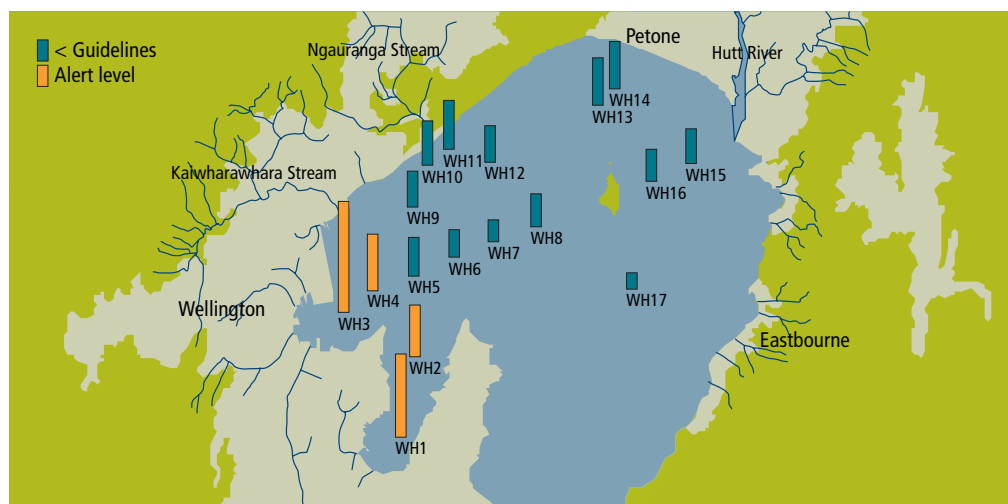 < Guidelines
Alert level
Ngauranga Stream
Petone
Hutt River
Kaiwharawhara Stream
WH14
WH13
WH11
WH10
WH12
WH15
WH16
WH9
WH8
WH7
WH6
WH5
WH4
WH17
WH3
Wellington
Eastbourne
WH2
WH1